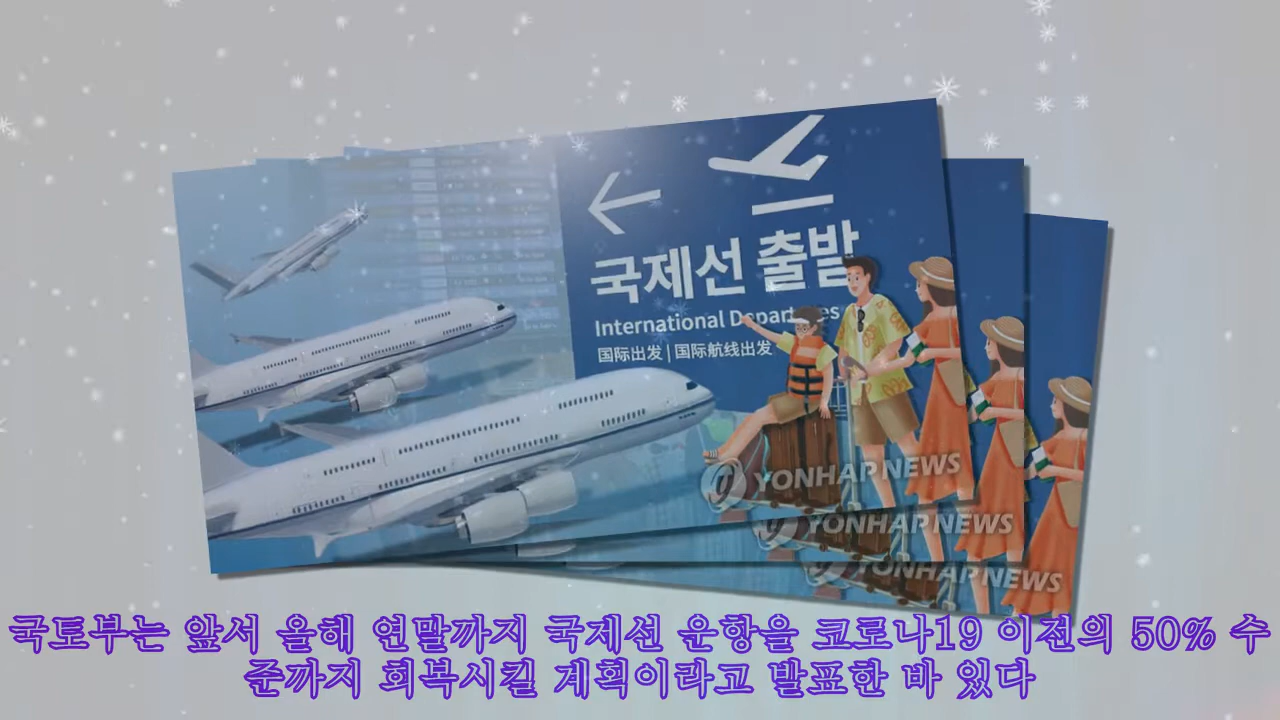 국제선 출발
International Departures
国际出发 | 国际航线出发
YONHAPNEWS
YONHAPNEWS
YONHAPNEWS
국토부는 앞서 올해 연말까지 국제선 운항을 코로나19 이전의 50% 수
준까지 회복시킬 계획이라고 발표한 바 있다